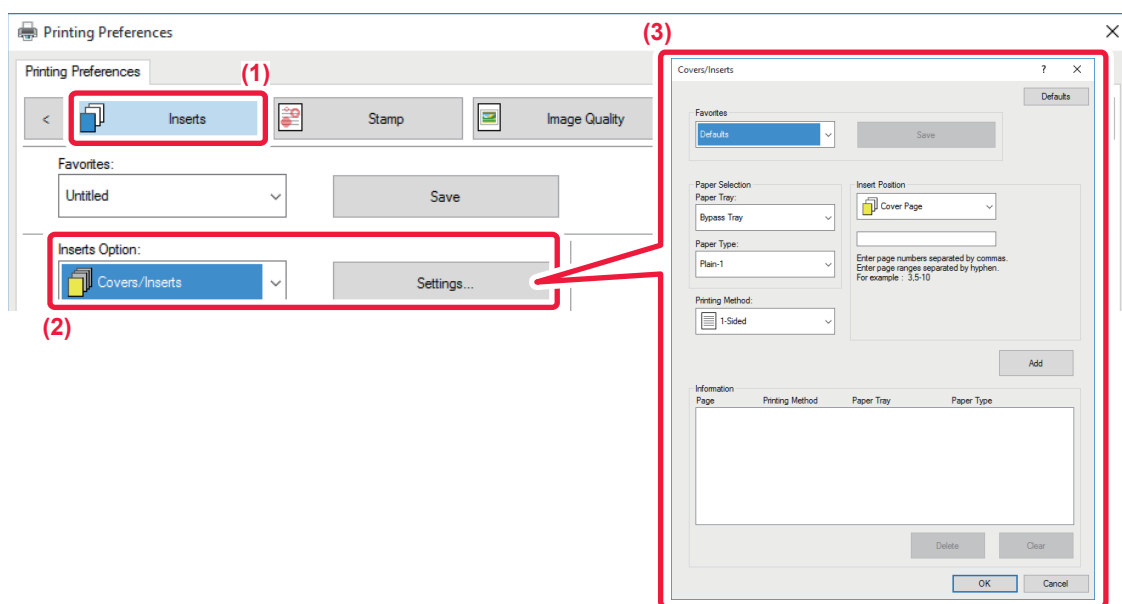 Printing Preferences
Printing Preferences
(1)
<
Inserts
Stamp
Image Quality
Favorites:
Untitled
Save
Inserts Option:
Covers/Inserts
Settings...
(2)
(3)
Covers/Inserts
?
Defaults
Favorites
Defaults
Save
Paper Selection
Paper Tray:
Bypass Tray
Paper Type:
Plain-1
Printing Method:
1-Sided
Insert Position
Cover Page
Enter page numbers separated by commas.
Enter page ranges separated by hyphen.
For example : 3,5-10
Add
Information
Page Printing Method Paper Tray Paper Type
Delete
Clear
OK
Cancel